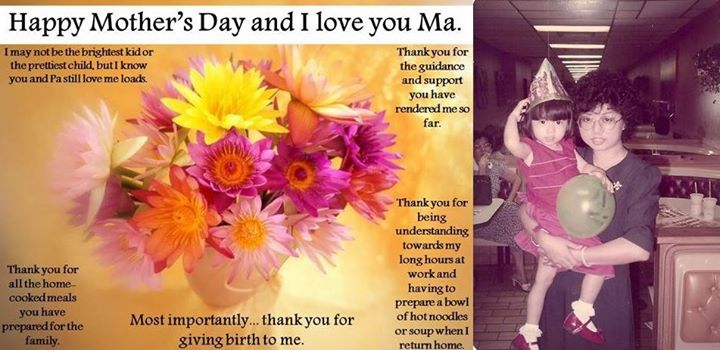 Happy Mother's Day and I love you Ma.
I may not be the brightest kid or
the prettiest child, but I know
you and Pa still love me loads.
Thank you for
the guidance
and support
you have
rendered me so
far.
Thank you for
being
understanding
towards my
long hours at
work and
having to
prepare a bowl
of hot noodles
or soup when I
return home.
Thank you for
all the home-
cooked meals
you have
prepared for the
family.
Most importantly... thank you for
giving birth to me.